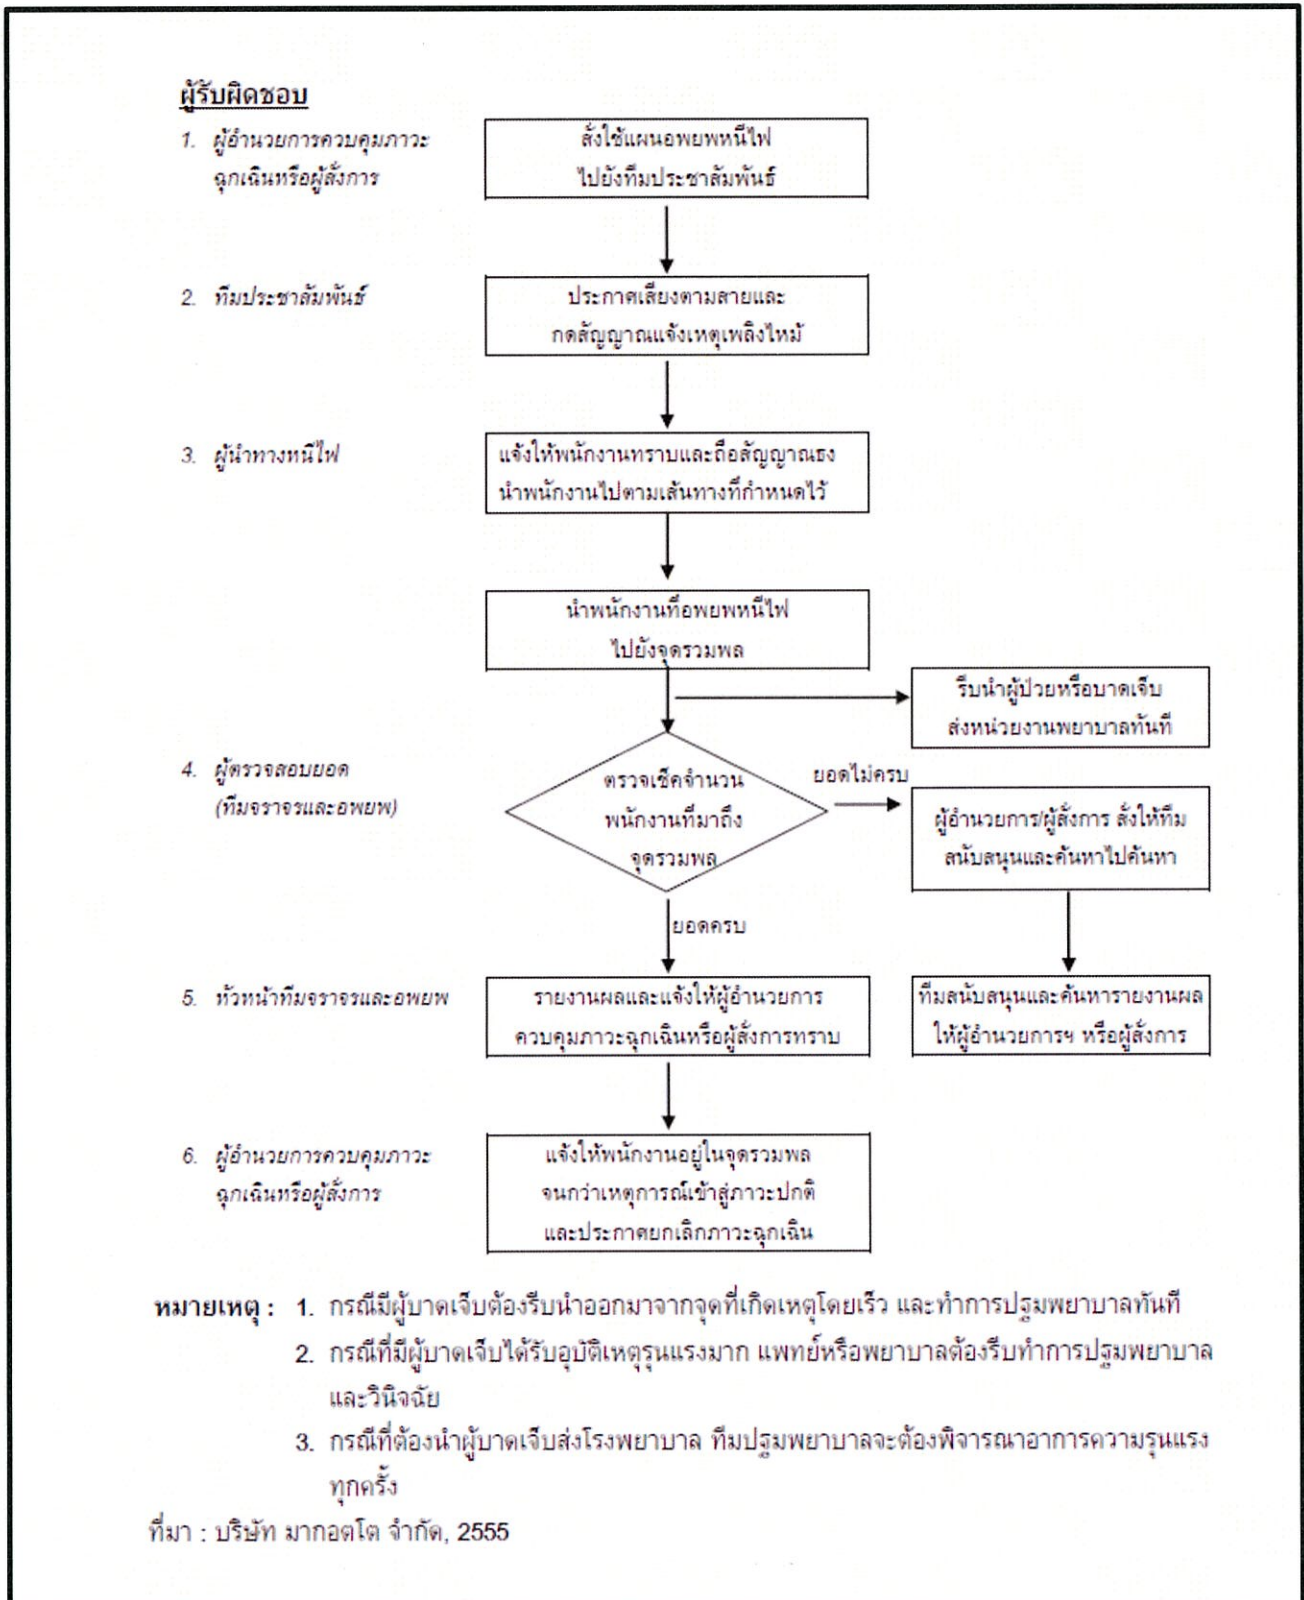 ผู้รับผิดชอบ
1. ผู้อำนวยการควบคุมภาวะ
ฉุกเฉินหรือผู้สั่งการ
สั่งใช้แผนอพยพหนีไฟ
ไปยังทีมประชาสัมพันธ์
2. ทีมประชาสัมพันธ์
ประกาศเสียงตามสายและ
กดสัญญาณแจ้งเหตุเพลิงไหม้
3. ผู้นำทางหนีไฟ
แจ้งให้พนักงานทราบและถือสัญญาณธง
นำพนักงานไปตามเส้นทางที่กำหนดไว้
นำพนักงานที่อพยพหนีไฟ
ไปยังจุดรวมพล
รีบนำผู้ป่วยหรือบาดเจ็บ
ส่งหน่วยงานพยาบาลทันที
4. ผู้ตรวจสอบยอด
(ทีมจราจรและอพยพ)
ตรวจเช็คจำนวน
พนักงานที่มาถึง
จุดรวมพล
ยอดไม่ครบ
ผู้อำนวยการ/ผู้สั่งการ สั่งให้ทีม
สนับสนุนและค้นหาไปค้นหา
ยอดครบ
5. หัวหน้าทีมจราจรและอพยพ
รายงานผลและแจ้งให้ผู้อำนวยการ
ควบคุมภาวะฉุกเฉินหรือผู้สั่งการทราบ
ทีมสนับสนุนและค้นหารายงานผล
ให้ผู้อำนวยการฯ หรือผู้สั่งการ
6. ผู้อำนวยการควบคุมภาวะ
ฉุกเฉินหรือผู้สั่งการ
แจ้งให้พนักงานอยู่ในจุดรวมพล
จนกว่าเหตุการณ์เข้าสู่ภาวะปกติ
และประกาศยกเลิกภาวะฉุกเฉิน
หมายเหตุ : 1. กรณีมีผู้บาดเจ็บต้องรีบนำออกมาจากจุดที่เกิดเหตุโดยเร็ว และทำการปฐมพยาบาลทันที
2. กรณีที่มีผู้บาดเจ็บได้รับอุบัติเหตุรุนแรงมาก แพทย์หรือพยาบาลต้องรีบทำการปฐมพยาบาล
และวินิจฉัย
3. กรณีที่ต้องนำผู้บาดเจ็บส่งโรงพยาบาล ทีมปฐมพยาบาลจะต้องพิจารณาอาการความรุนแรง
ทุกครั้ง
ที่มา : บริษัท มากอตโต จำกัด, 2555